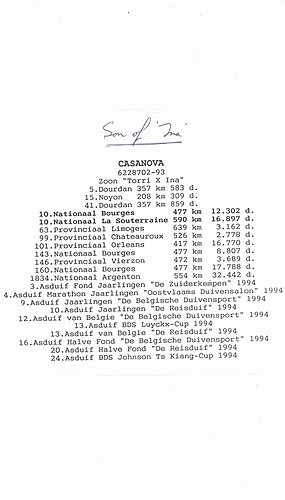 Son of 'Ina'
CASANOVA
6228702-93
Zoon "Torri X Ina"
5.Dourdan 357 km 583 d.
15.Noyon 208 km 309 d.
41.Dourdan 357 km 859 d.
10.Nationaal Bourges 477 km 12.302 d.
10.Nationaal La Souterraine 590 km 16.897 d.
63.Provinciaal Limoges 639 km 3.162 d.
99.Provinciaal Chateauroux 526 km 2.778 d.
101.Provinciaal Orleans 417 km 16.770 d.
143.Nationaal Bourges 477 km 8.807 d.
146.Provinciaal Vierzon 472 km 3.689 d.
160.Nationaal Bourges 477 km 17.788 d.
1834.Nationaal Argenton 554 km 32.442 d.
3.Asduif Fond Jaarlingen "De Zuiderkempen" 1994
4.Asduif Marathon Jaarlingen "Oostvlaams Duivensalon" 1994
9.Asduif Jaarlingen "De Belgische Duivensport" 1994
10.Asduif Jaarlingen "De Reisduif" 1994
12.Asduif van Belgie "De Belgische Duivensport" 1994
13.Asduif BDS Luyckx-Cup 1994
13.Asduif van Belgie "De Reisduif" 1994
16.Asduif Halve Fond "De Belgische Duivensport" 1994
20.Asduif Halve Fond "De Reisduif" 1994
24.Asduif BDS Johnson Ts Kiang-Cup 1994